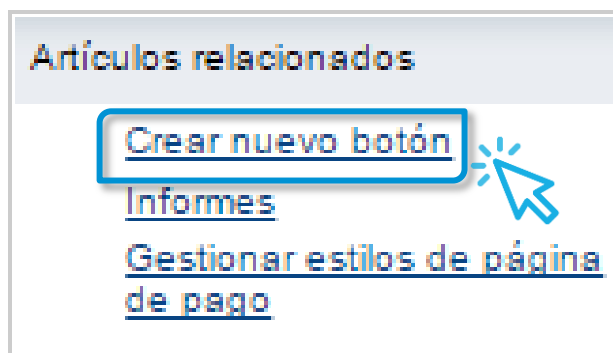 Artículos relacionados
Crear nuevo botón
Informes
Gestionar estilos de página
de pago